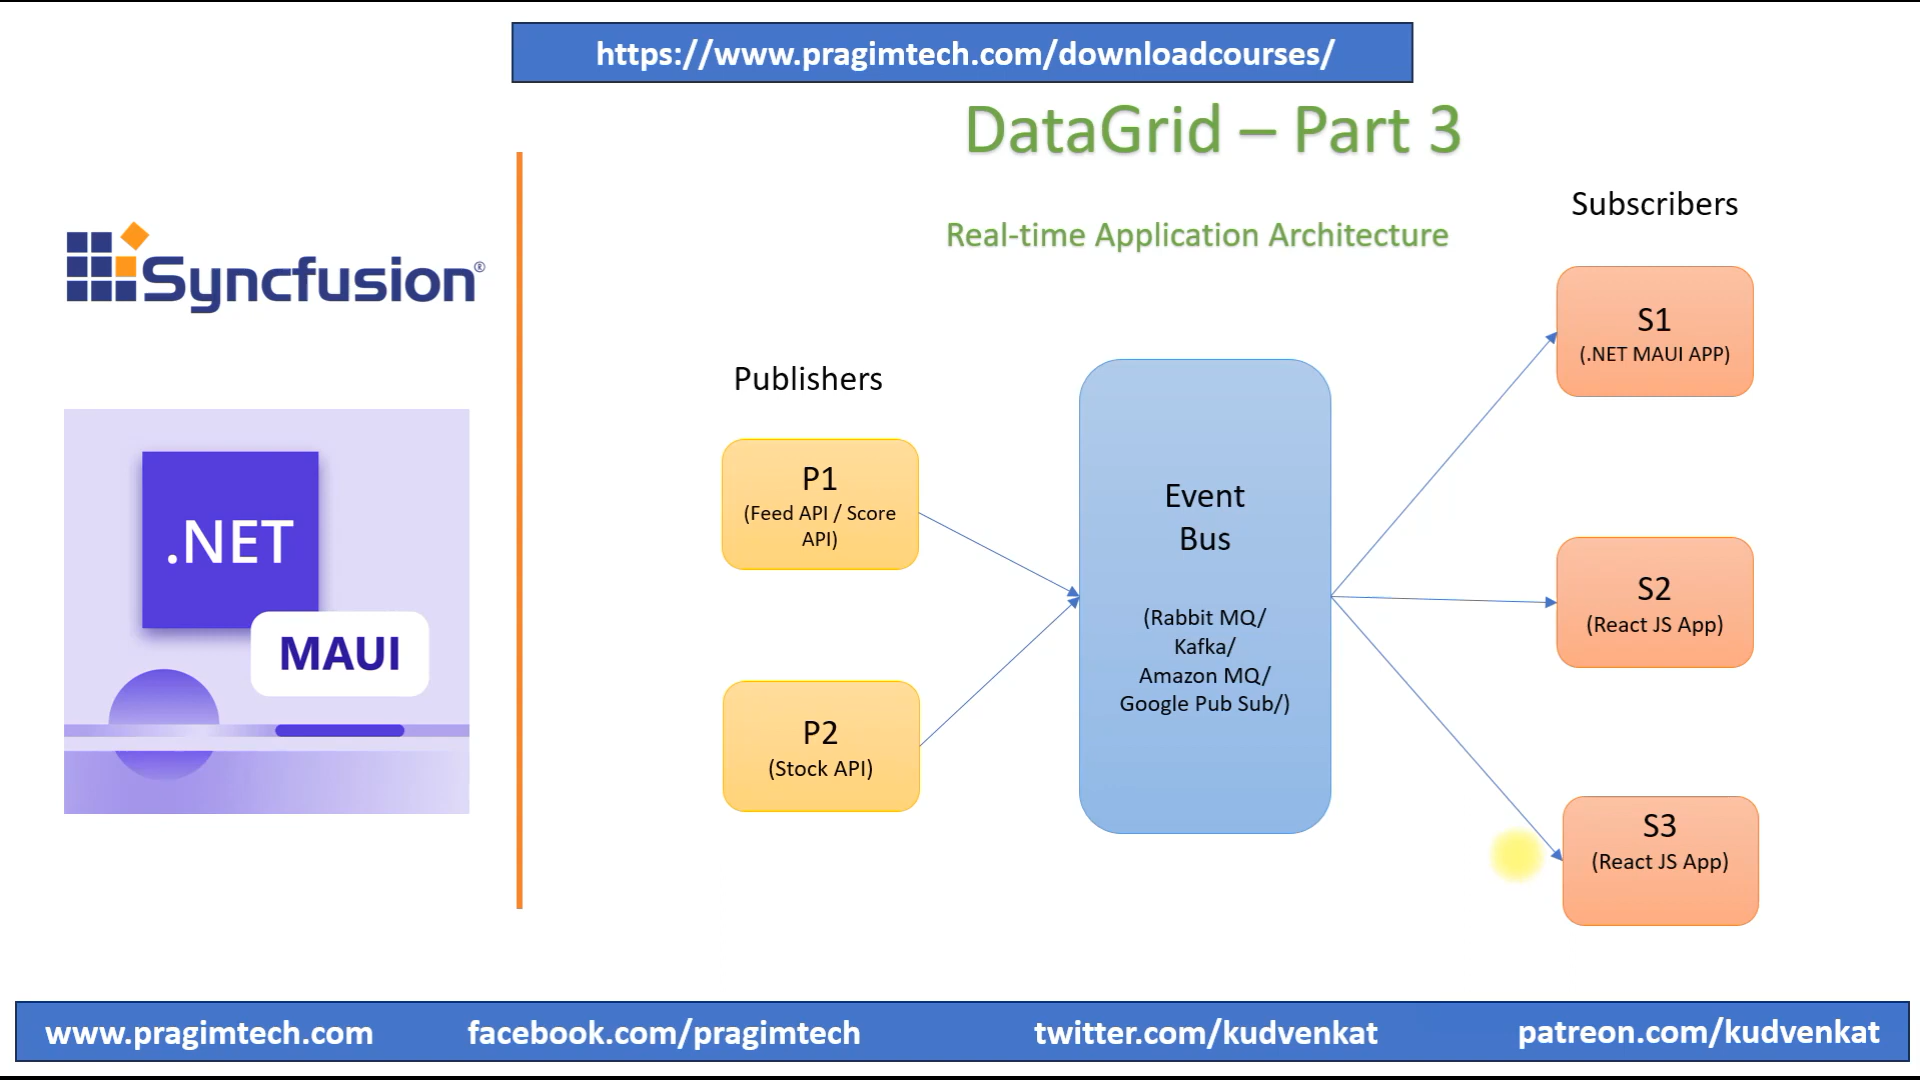 https://www.pragimtech.com/downloadcourses/
DataGrid – Part 3
Real-time Application Architecture
Syncfusion®
.NET
MAUI
Publishers
P1
(Feed API / Score
API)
P2
(Stock API)
Event
Bus
(Rabbit MQ/
Kafka/
Amazon MQ/
Google Pub Sub/)
Subscribers
S1
(.NET MAUI APP)
S2
(React JS App)
S3
(React JS App)
www.pragimtech.com
facebook.com/pragimtech
twitter.com/kudvenkat
patreon.com/kudvenkat